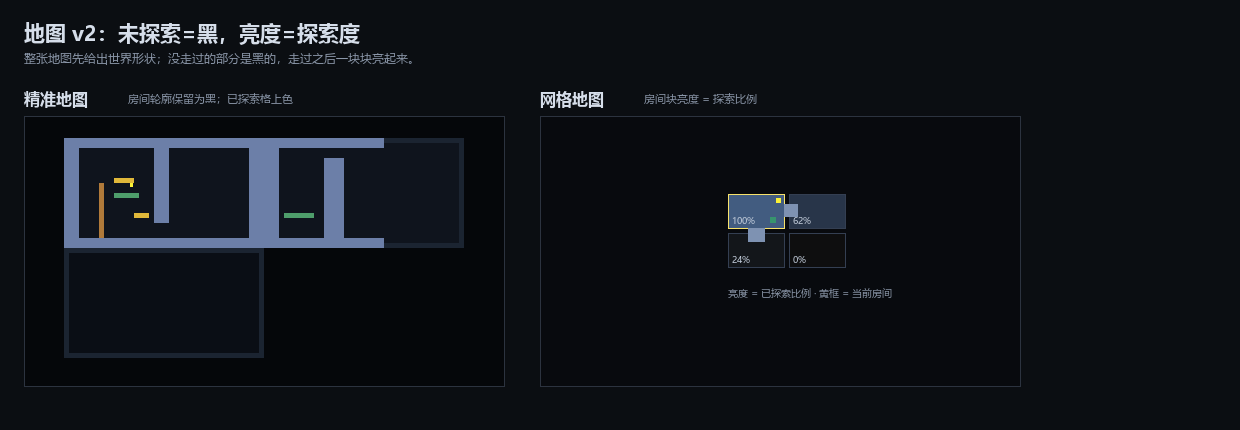 地图 v2：未探索=黑，亮度=探索度
整张地图先给出世界形状；没走过的部分是黑的，走过之后一块块亮起来。
精准地图 房间轮廓保留为黑；已探索格上色
网格地图 房间块亮度 = 探索比例
100% 62%
24% 0%
亮度 = 已探索比例 · 黄框 = 当前房间